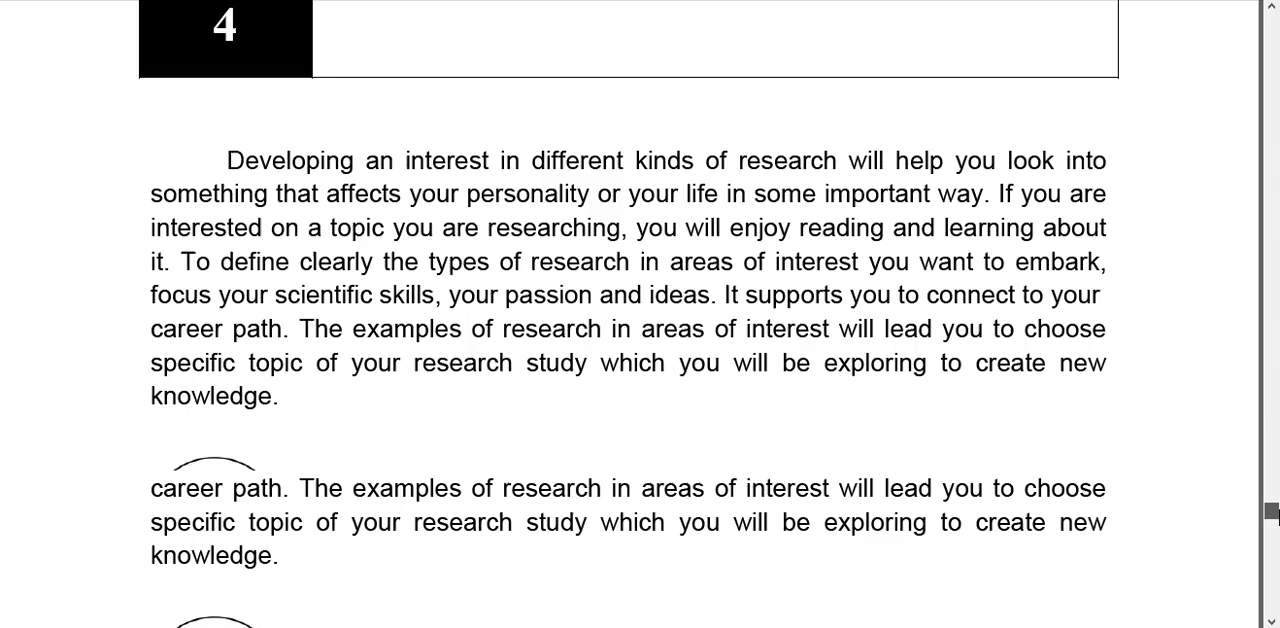 4
Developing an interest in different kinds of research will help you look into
something that affects your personality or your life in some important way. If you are
interested on a topic you are researching, you will enjoy reading and learning about
it. To define clearly the types of research in areas of interest you want to embark,
focus your scientific skills, your passion and ideas. It supports you to connect to your
career path. The examples of research in areas of interest will lead you to choose
specific topic of your research study which you will be exploring to create new
knowledge.
career path. The examples of research in areas of interest will lead you to choose
specific topic of your research study which you will be exploring to create new
knowledge.